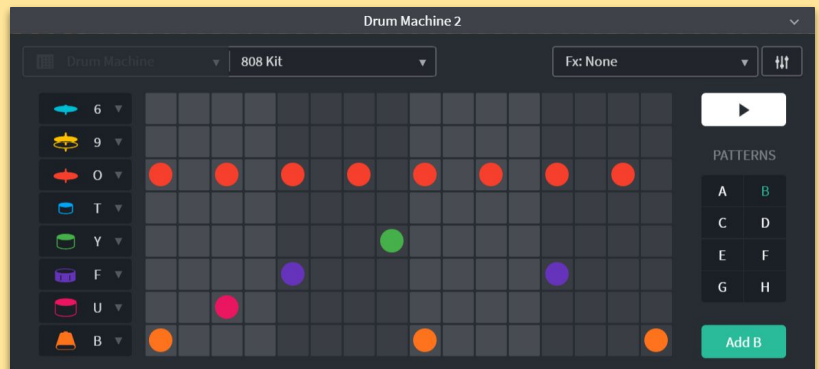 Drum Machine 2
Drum Machine 808 Kit Fx: None
6
9
O
T
Y
F
U
B
PATTERNS
A B
C D
E F
G H
Add B